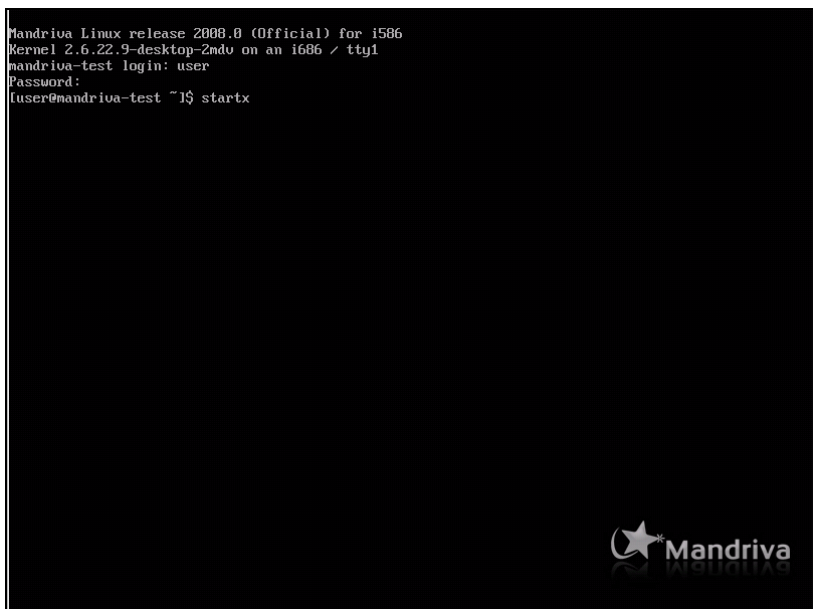 Mandriva Linux release 2008.0 (Official) for i586
Kernel 2.6.22.9-desktop-2mdv on an i686 / tty1
mandriva-test login: user
Password:
[user@mandriva-test ~]$ startx
Mandriva